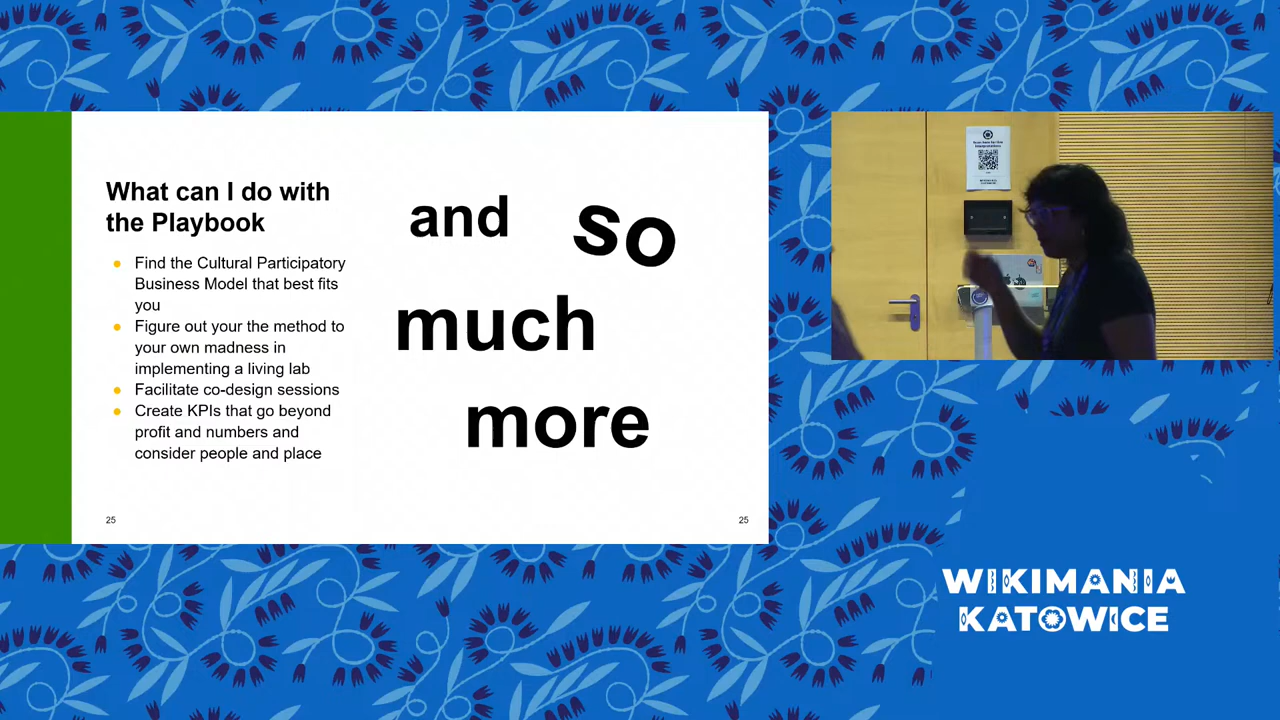 What can I do with
the Playbook
Find the Cultural Participatory
Business Model that best fits
you
Figure out your the method to
your own madness in
implementing a living lab
Facilitate co-design sessions
Create KPIs that go beyond
profit and numbers and
consider people and place
and so
much
more
25
25
WIKIMANIA
KATOWICE